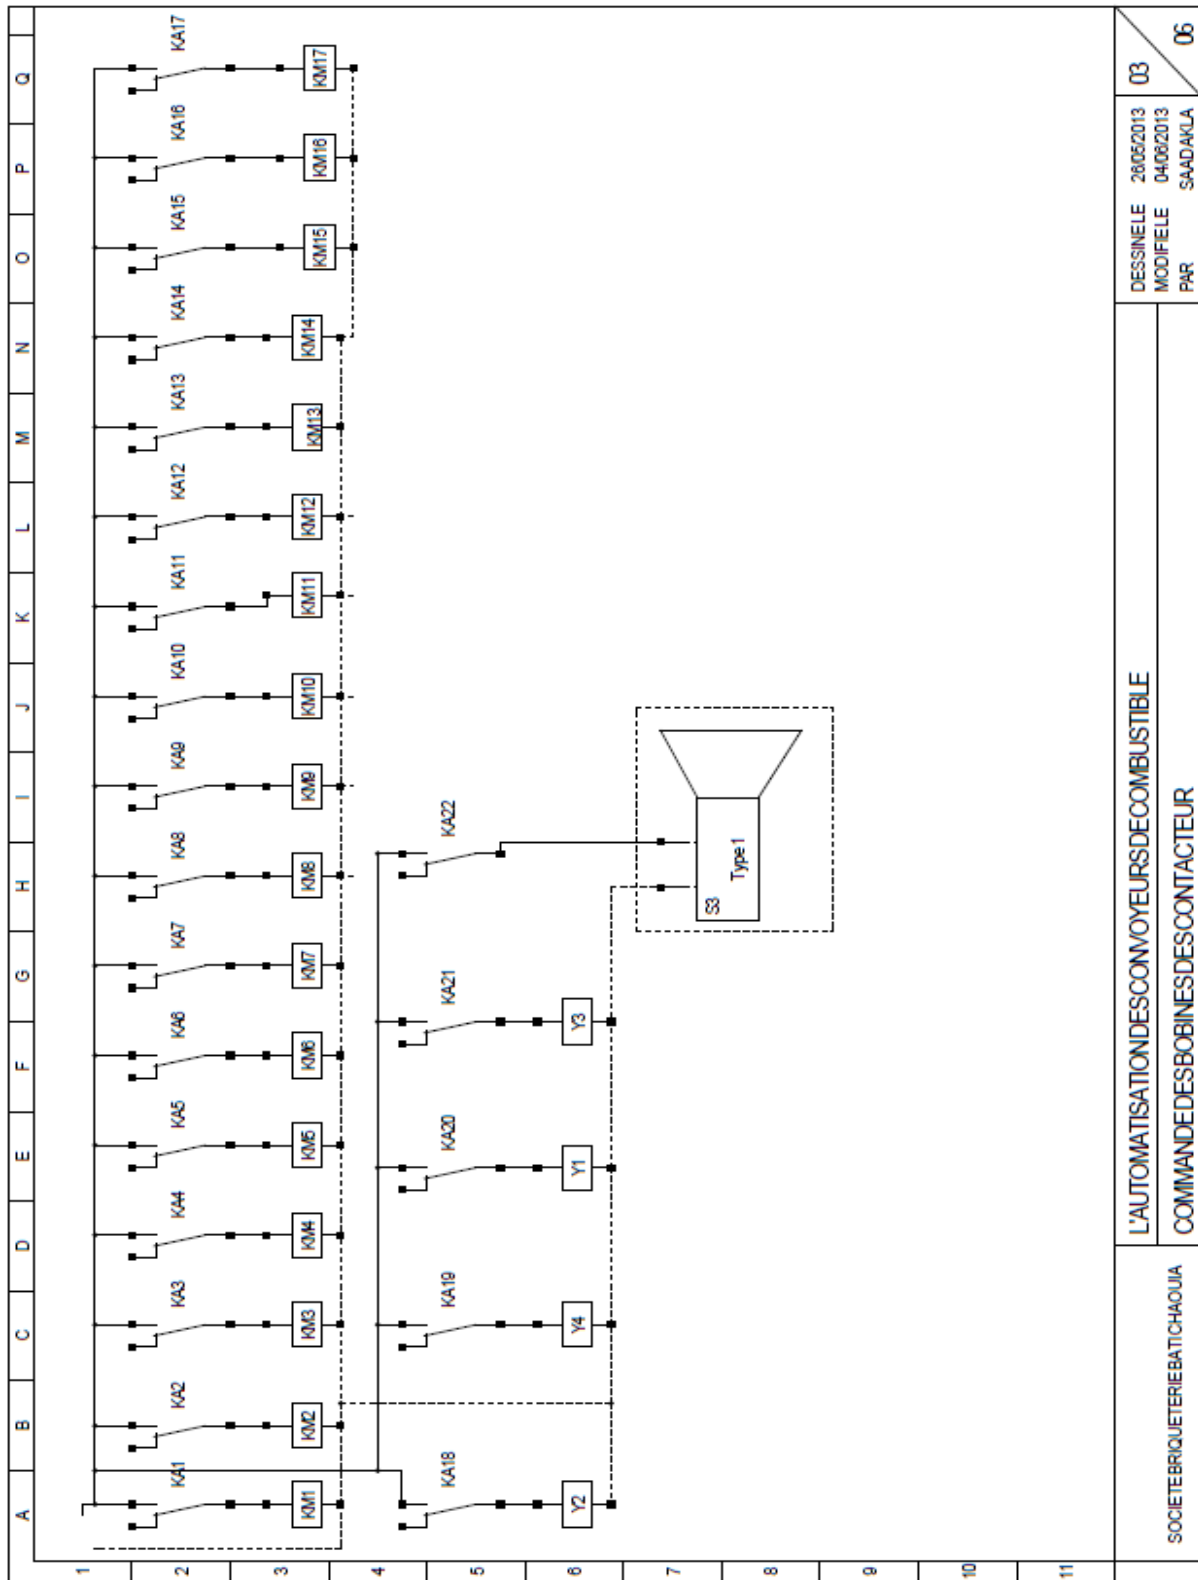 A B C D E F G H I J K L M N O P Q
1
KA1 KA2 KA3 KA4 KA5 KA6 KA7 KA8 KA9 KA10 KA11 KA12 KA13 KA14 KA15 KA16 KA17
2
3
KM1 KM2 KM3 KM4 KM5 KM6 KM7 KM8 KM9 KM10 KM11 KM12 KM13 KM14 KM15 KM16 KM17
4
KA18 KA19 KA20 KA21 KA22
5
6
Y2 Y4 Y1 Y3
7
S3
Type1
8
9
10
11
SOCIETEBRIQUETERIEBATICHAOUIA
L'AUTOMATISATIONDESCONVOYEURSDECOMBUSTIBLE
COMMANDEDESBOBINESDESCONTACTEUR
DESSINELE 26/05/2013
MODIFIELE 04/06/2013
PAR SAADAKLA
03
06